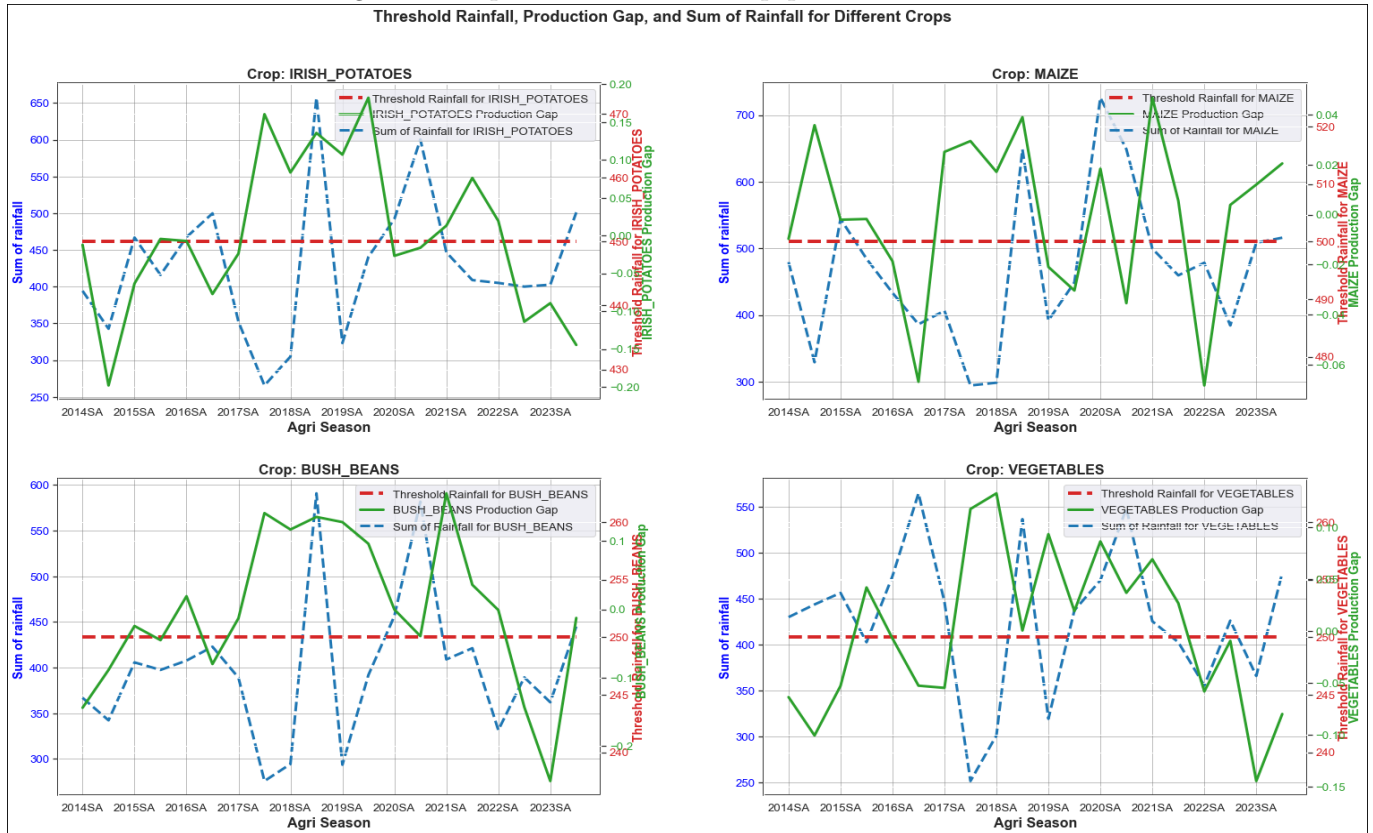 Threshold Rainfall, Production Gap, and Sum of Rainfall for Different Crops
Crop: IRISH_POTATOES
Threshold Rainfall for IRISH_POTATOES
IRISH_POTATOES Production Gap
Sum of Rainfall for IRISH_POTATOES
Sum of rainfall
650
600
550
500
450
400
350
300
250
0.20
0.15
0.10
0.05
0.00
−0.15
−0.20
470
460
450
440
430
Threshold Rainfall for IRISH_POTATOES
IRISH_POTATOES Production Gap
2014SA 2015SA 2016SA 2017SA 2018SA 2019SA 2020SA 2021SA 2022SA 2023SA
Agri Season
Crop: MAIZE
Threshold Rainfall for MAIZE
MAIZE Production Gap
Sum of Rainfall for MAIZE
Sum of rainfall
700
600
500
400
300
0.04
0.02
0.00
−0.06
520
510
500
490
480
Threshold Rainfall for MAIZE
MAIZE Production Gap
2014SA 2015SA 2016SA 2017SA 2018SA 2019SA 2020SA 2021SA 2022SA 2023SA
Agri Season
Crop: BUSH_BEANS
Threshold Rainfall for BUSH_BEANS
BUSH_BEANS Production Gap
Sum of Rainfall for BUSH_BEANS
Sum of rainfall
600
550
500
450
400
350
300
0.1
0.0
260
255
250
245
240
Threshold Rainfall for BUSH_BEANS
BUSH_BEANS Production Gap
2014SA 2015SA 2016SA 2017SA 2018SA 2019SA 2020SA 2021SA 2022SA 2023SA
Agri Season
Crop: VEGETABLES
Threshold Rainfall for VEGETABLES
VEGETABLES Production Gap
Sum of Rainfall for VEGETABLES
Sum of rainfall
550
500
450
400
350
300
250
0.10
0.00
−0.15
260
250
245
240
Threshold Rainfall for VEGETABLES
VEGETABLES Production Gap
2014SA 2015SA 2016SA 2017SA 2018SA 2019SA 2020SA 2021SA 2022SA 2023SA
Agri Season